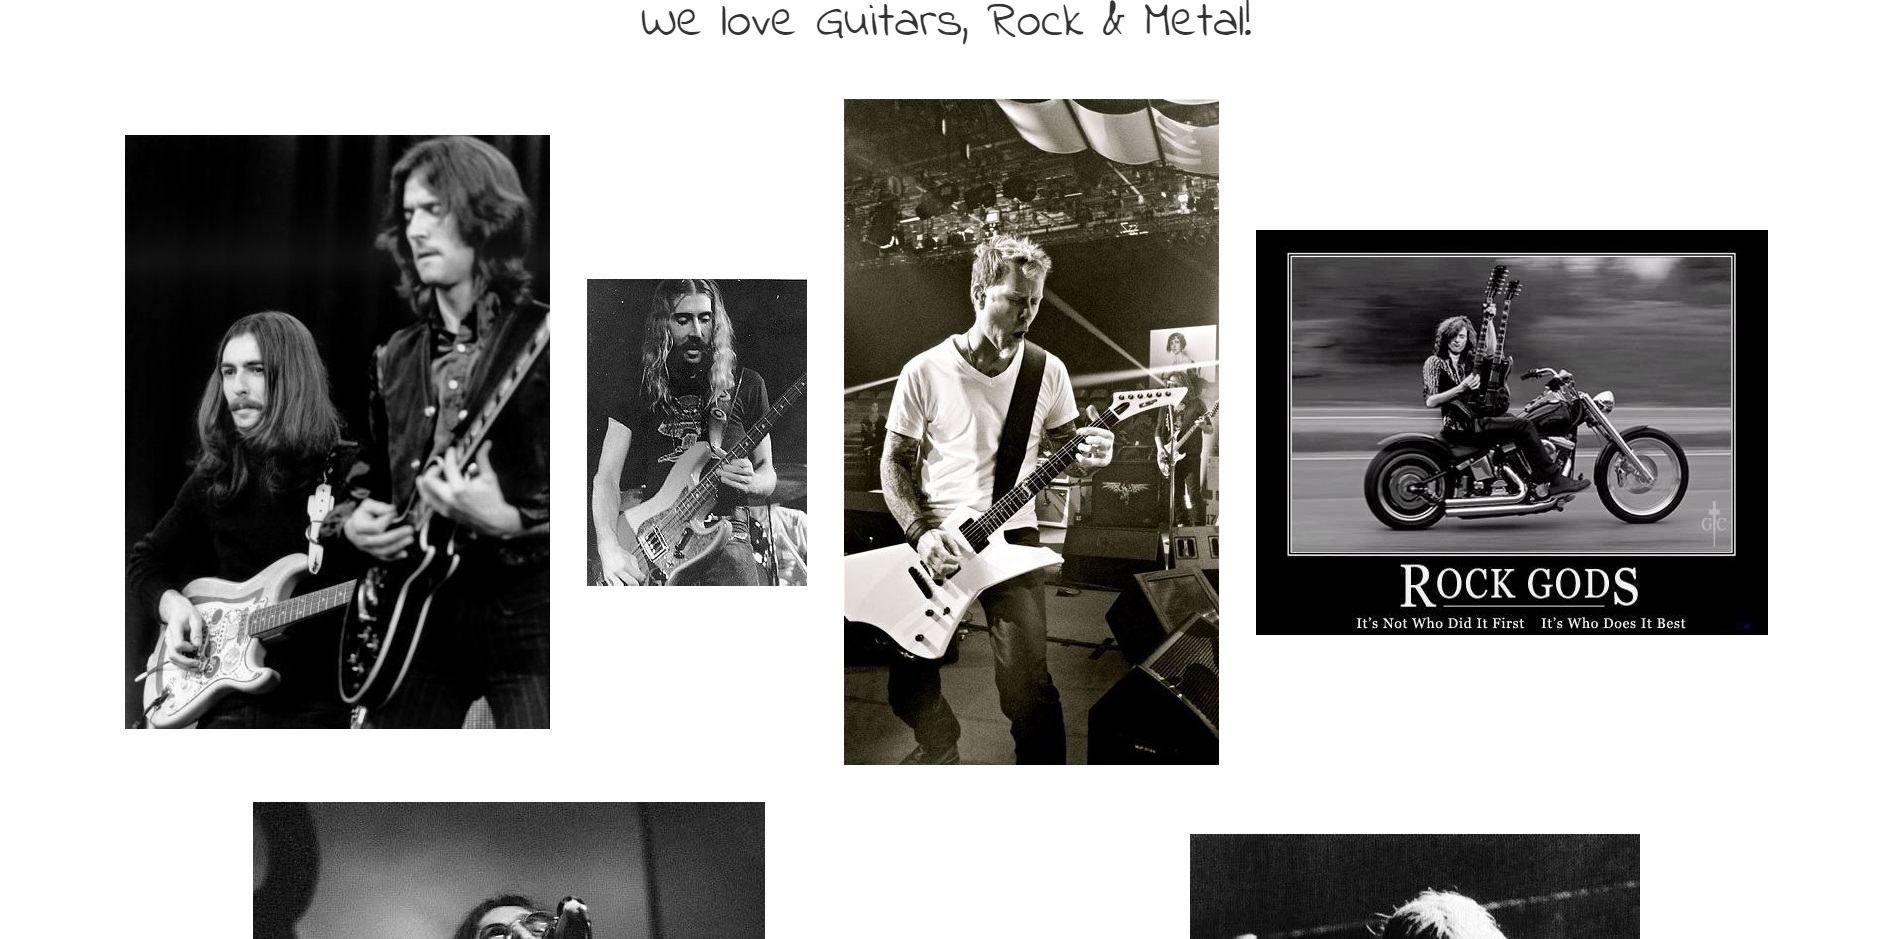 We love Guitars, Rock & Metal!
ROCK GODS
It's Not Who Did It First   It's Who Does It Best